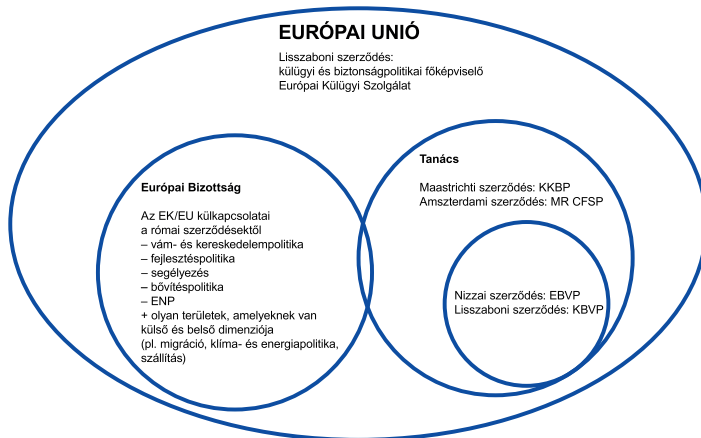 EURÓPAI UNIÓ
Lisszaboni szerződés:
külügyi és biztonságpolitikai főképviselő
Európai Külügyi Szolgálat
Európai Bizottság
Az EK/EU külkapcsolatai
a római szerződésektől
– vám- és kereskedelempolitika
– fejlesztéspolitika
– segélyezés
– bővítéspolitika
– ENP
+ olyan területek, amelyeknek van
külső és belső dimenziója
(pl. migráció, klíma- és energiapolitika,
szállítás)
Tanács
Maastrichti szerződés: KKBP
Amszterdami szerződés: MR CFSP
Nizzai szerződés: EBVP
Lisszaboni szerződés: KBVP